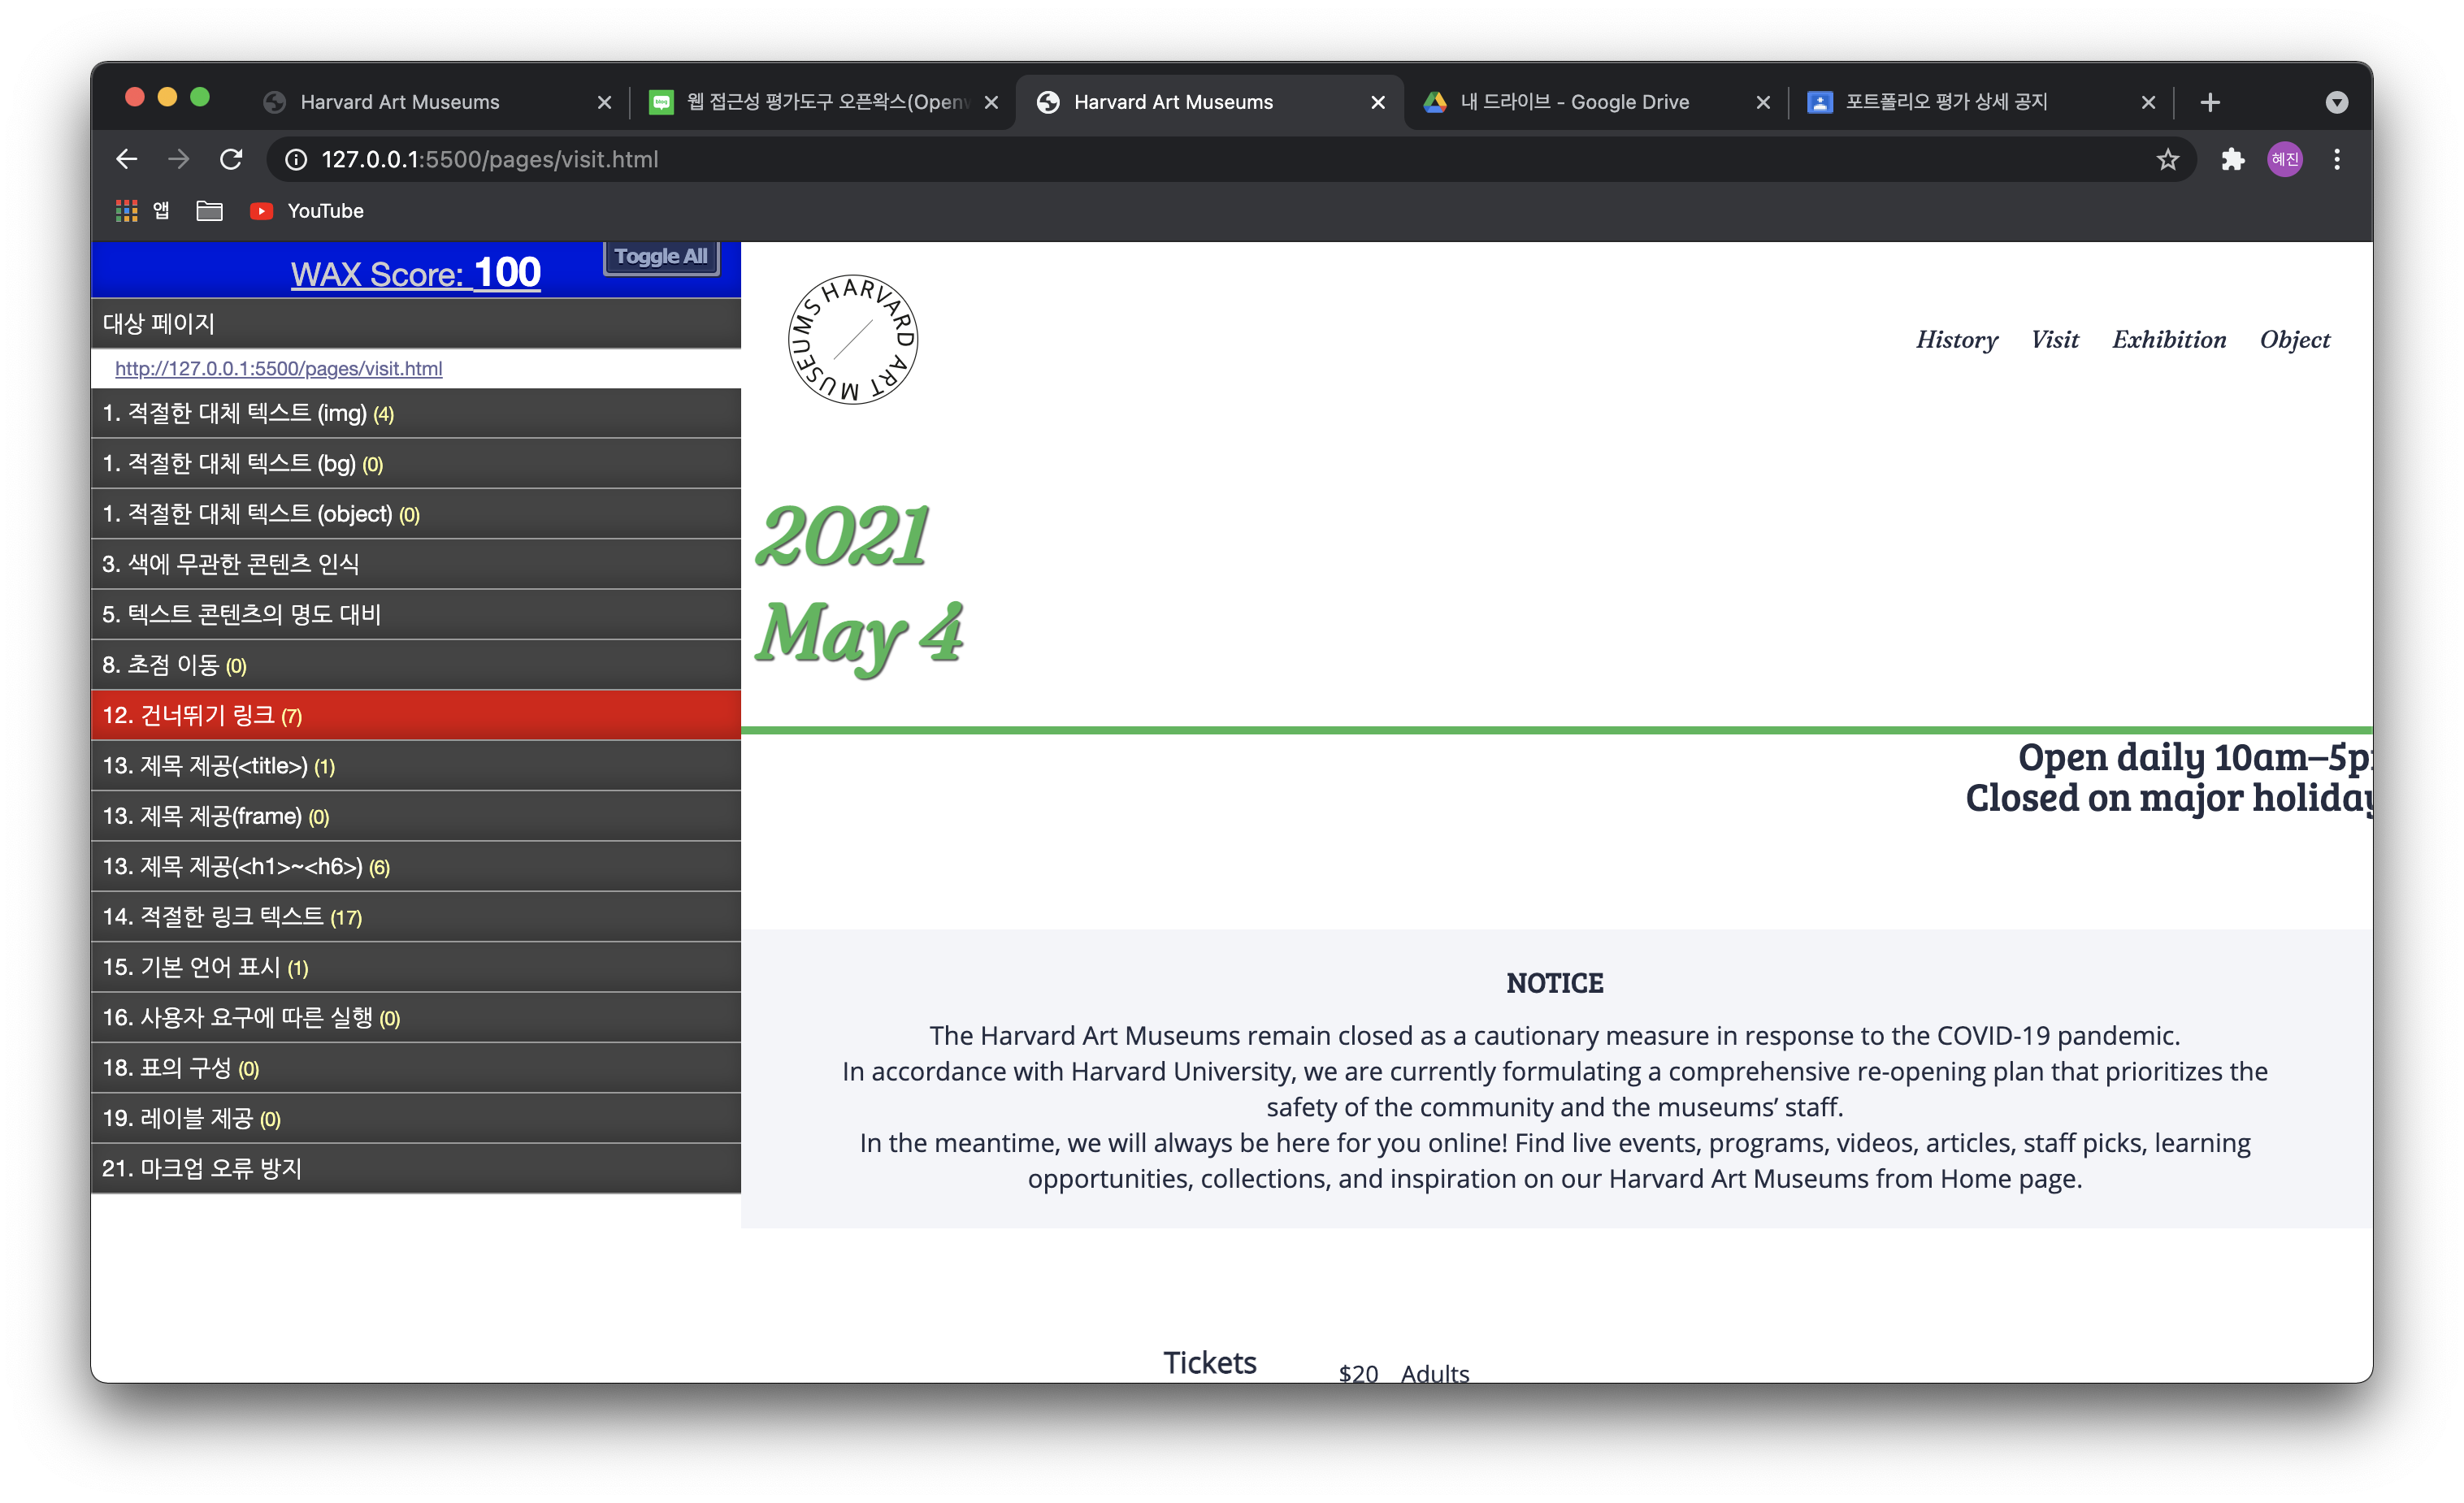 Harvard Art Museums
웹 접근성 평가도구 오픈왁스(Openw
Harvard Art Museums
내 드라이브 - Google Drive
포트폴리오 평가 상세 공지
127.0.0.1:5500/pages/visit.html
혜진
앱
YouTube
WAX Score: 100
Toggle All
대상 페이지
http://127.0.0.1:5500/pages/visit.html
1. 적절한 대체 텍스트 (img) (4)
1. 적절한 대체 텍스트 (bg) (0)
1. 적절한 대체 텍스트 (object) (0)
3. 색에 무관한 콘텐츠 인식
5. 텍스트 콘텐츠의 명도 대비
8. 초점 이동 (0)
12. 건너뛰기 링크 (7)
13. 제목 제공(<title>) (1)
13. 제목 제공(frame) (0)
13. 제목 제공(<h1>~<h6>) (6)
14. 적절한 링크 텍스트 (17)
15. 기본 언어 표시 (1)
16. 사용자 요구에 따른 실행 (0)
18. 표의 구성 (0)
19. 레이블 제공 (0)
21. 마크업 오류 방지
HARVARD ART MUSEUMS
History Visit Exhibition Object
2021
May 4
Open daily 10am–5p
Closed on major holiday
NOTICE
The Harvard Art Museums remain closed as a cautionary measure in response to the COVID-19 pandemic.
In accordance with Harvard University, we are currently formulating a comprehensive re-opening plan that prioritizes the
safety of the community and the museums’ staff.
In the meantime, we will always be here for you online! Find live events, programs, videos, articles, staff picks, learning
opportunities, collections, and inspiration on our Harvard Art Museums from Home page.
Tickets
$20 Adults